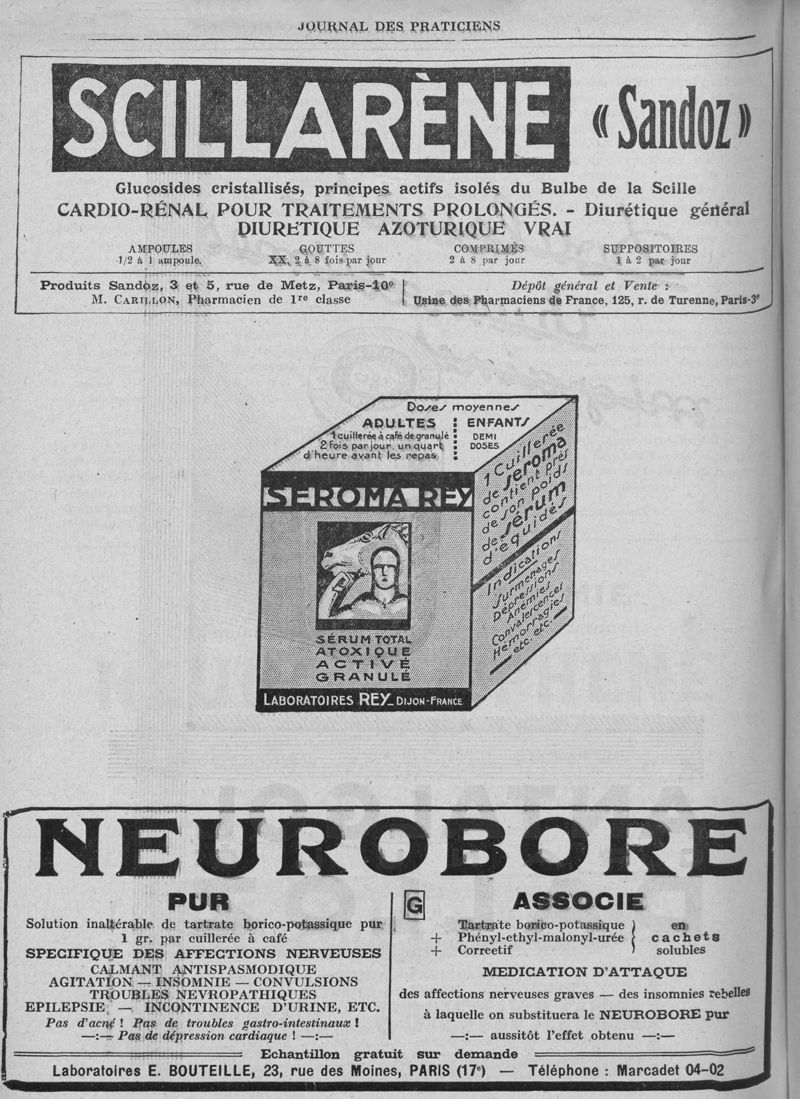 JOURNAL DES PRATICIENS
SCILLARÈNE « Sandoz »
Glucosides cristallisés, principes actifs isolés du Bulbe de la Scille
CARDIO-RÉNAL POUR TRAITEMENTS PROLONGÉS. - Diurétique général
DIURETIQUE AZOTURIQUE VRAI
AMPOULES
1/2 à 1 ampoule.
GOUTTES
XX, 2 à 8 fois par jour
COMPRIMÉS
2 à 8 par jour
SUPPOSITOIRES
1 à 2 par jour
Produits Sandoz, 3 et 5, rue de Metz, Paris-10e
M. CARILLON, Pharmacien de 1re classe
Dépôt général et Vente :
Usine des Pharmaciens de France, 125, r. de Turenne, Paris-3e
Doses moyennes
ADULTES
1 cuillerée à café de granulé
2 fois par jour, un quart
d'heure avant les repas
ENFANTS
DEMI
DOSES
SEROMA REY
SÉRUM TOTAL
ATOXIQUE
ACTIVÉ
GRANULÉ
LABORATOIRES REY_DIJON-FRANCE
1 Cuillerée
de seroma
contient près
de son poids
de sérum
d'équidés
Indications
Surmenages
Dépressions
Anémies
Convalescences
Hémorragies
etc. etc.
NEUROBORE
PUR
Solution inaltérable de tartrate borico-potassique pur
1 gr. par cuillerée à café
SPECIFIQUE DES AFFECTIONS NERVEUSES
CALMANT ANTISPASMODIQUE
AGITATION — INSOMNIE — CONVULSIONS
TROUBLES NEVROPATHIQUES
EPILEPSIE — INCONTINENCE D'URINE, ETC.
Pas d'acné ! Pas de troubles gastro-intestinaux !
—:— Pas de dépression cardiaque ! —:—
G
ASSOCIE
Tartrate borico-potassique
+ Phényl-ethyl-malonyl-urée
+ Correctif
en
cachets
solubles
MEDICATION D'ATTAQUE
des affections nerveuses graves — des insomnies rebelles
à laquelle on substituera le NEUROBORE pur
—:— aussitôt l'effet obtenu —:—
Echantillon gratuit sur demande
Laboratoires E. BOUTEILLE, 23, rue des Moines, PARIS (17e) — Téléphone : Marcadet 04-02